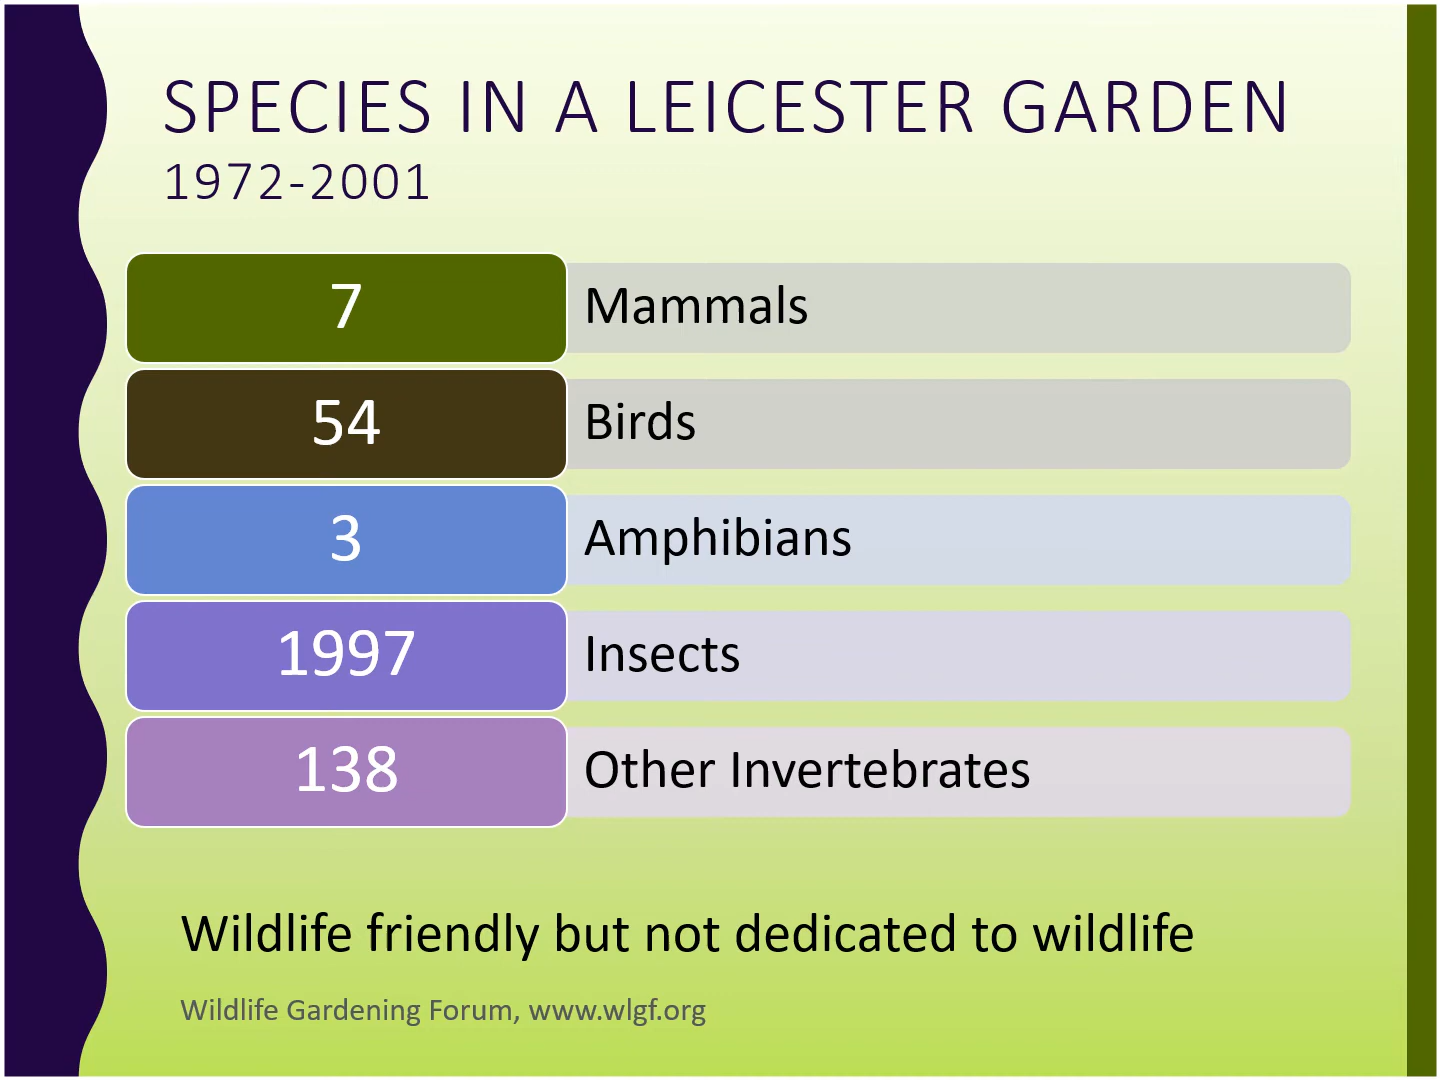 SPECIES IN A LEICESTER GARDEN
1972-2001
7 Mammals
54 Birds
3 Amphibians
1997 Insects
138 Other Invertebrates
Wildlife friendly but not dedicated to wildlife
Wildlife Gardening Forum, www.wlgf.org